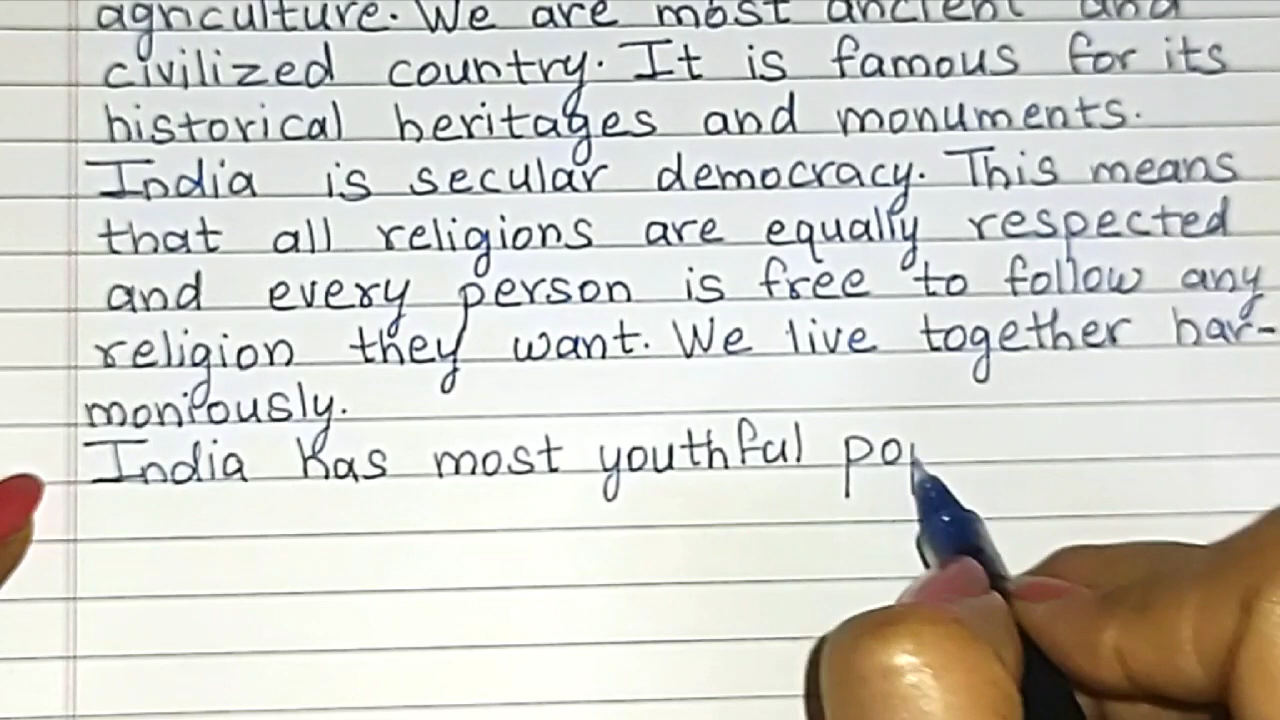 agriculture. We are most ancient and
civilized country. It is famous for its
historical heritages and monuments.
India is secular democracy. This means
that all religions are equally respected
and every person is free to follow any
religion they want. We live together har-
moniously.
India has most youthful po